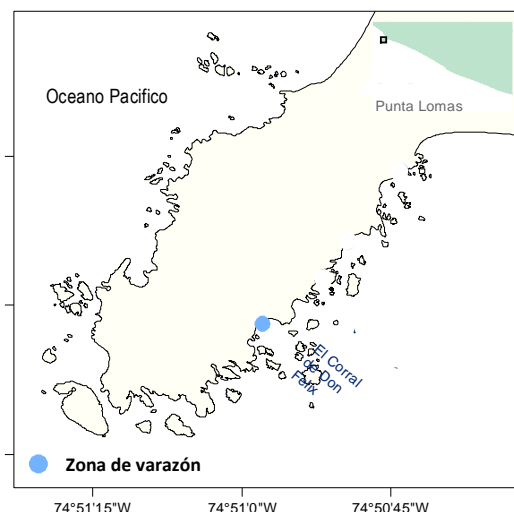 Oceano Pacifico
Punta Lomas
El Corral
de Don
Felix
Zona de varazón
74°51'15"W
74°51'0"W
74°50'45"W